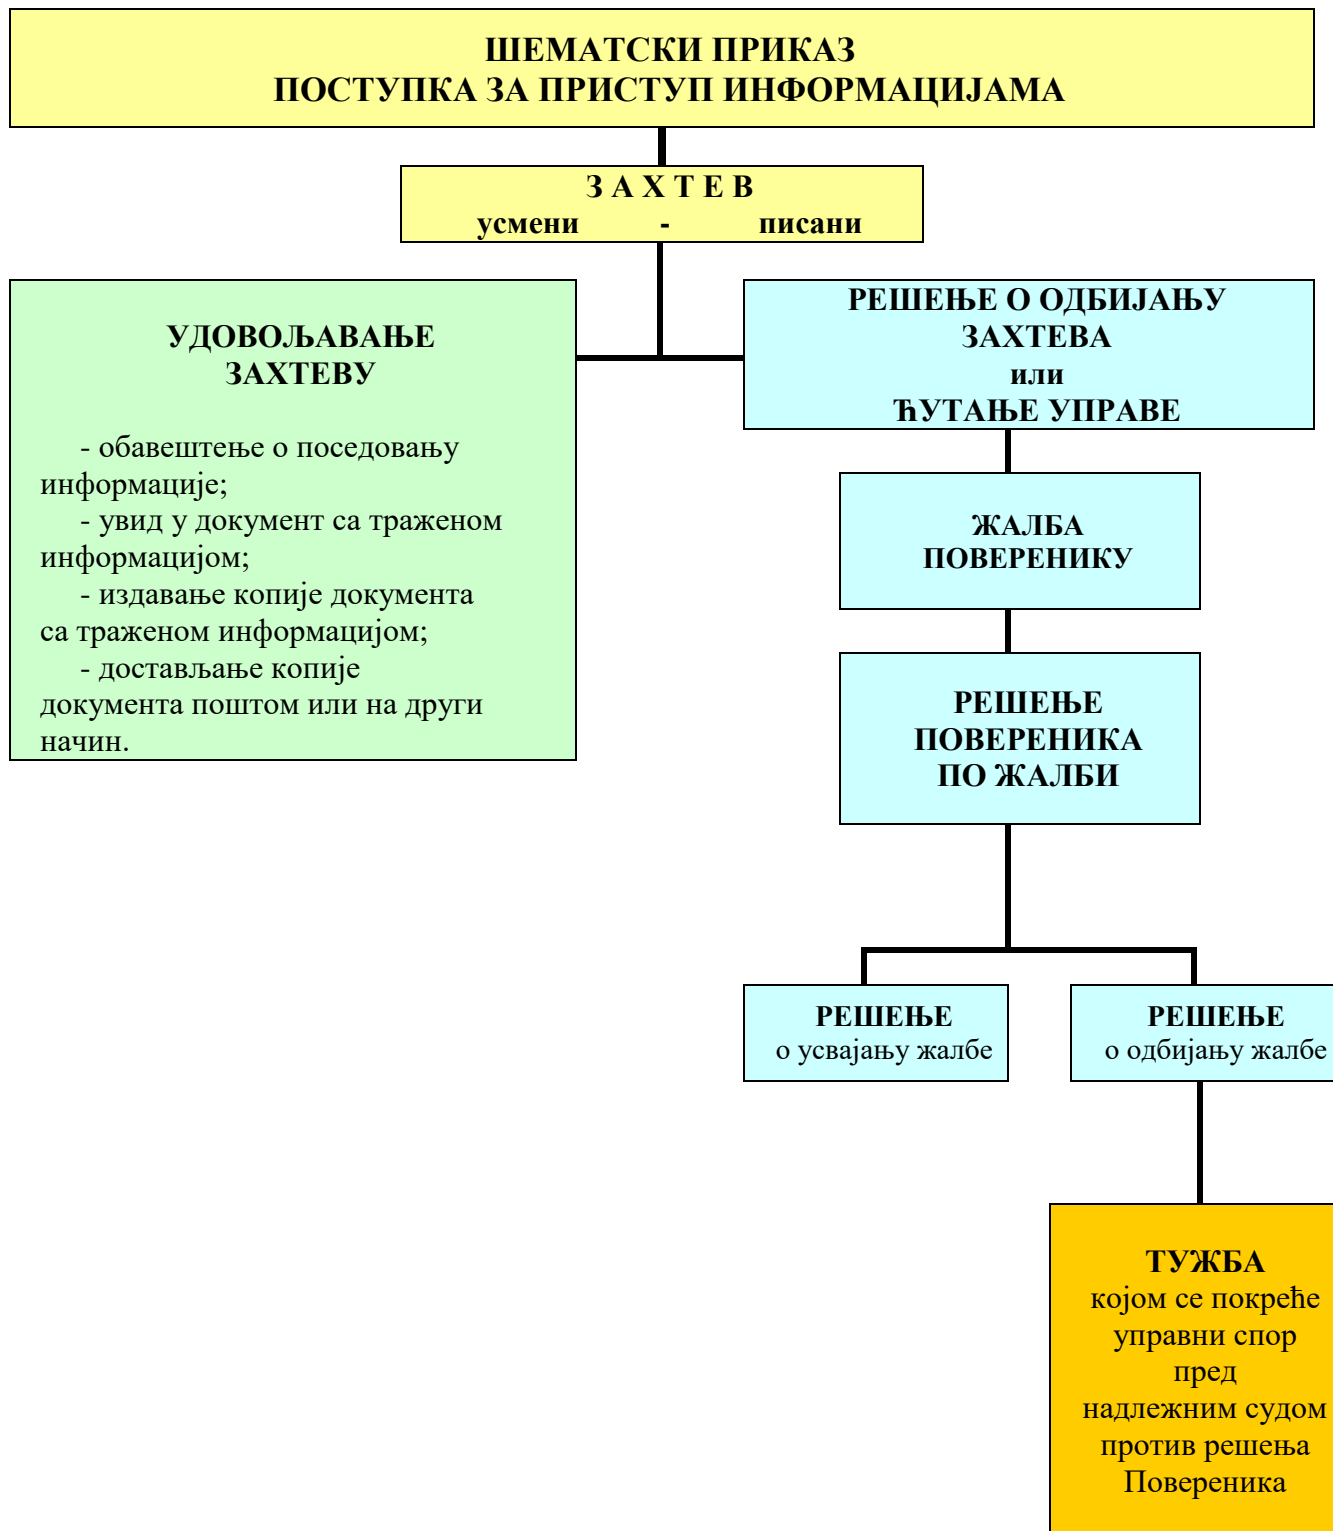 ШЕМАТСКИ ПРИКАЗ
ПОСТУПКА ЗА ПРИСТУП ИНФОРМАЦИЈАМА
З А Х Т Е В
усмени - писани
УДОВОЉАВАЊЕ
ЗАХТЕВУ
- обавештење о поседовању
информације;
- увид у документ са траженом
информацијом;
- издавање копије документа
са траженом информацијом;
- достављање копије
документа поштом или на други
начин.
РЕШЕЊЕ О ОДБИЈАЊУ
ЗАХТЕВА
или
ЋУТАЊЕ УПРАВЕ
ЖАЛБА
ПОВЕРЕНИКУ
РЕШЕЊЕ
ПОВЕРЕНИКА
ПО ЖАЛБИ
РЕШЕЊЕ
о усвајању жалбе
РЕШЕЊЕ
о одбијању жалбе
ТУЖБА
којом се покреће
управни спор
пред
надлежним судом
против решења
Повереника